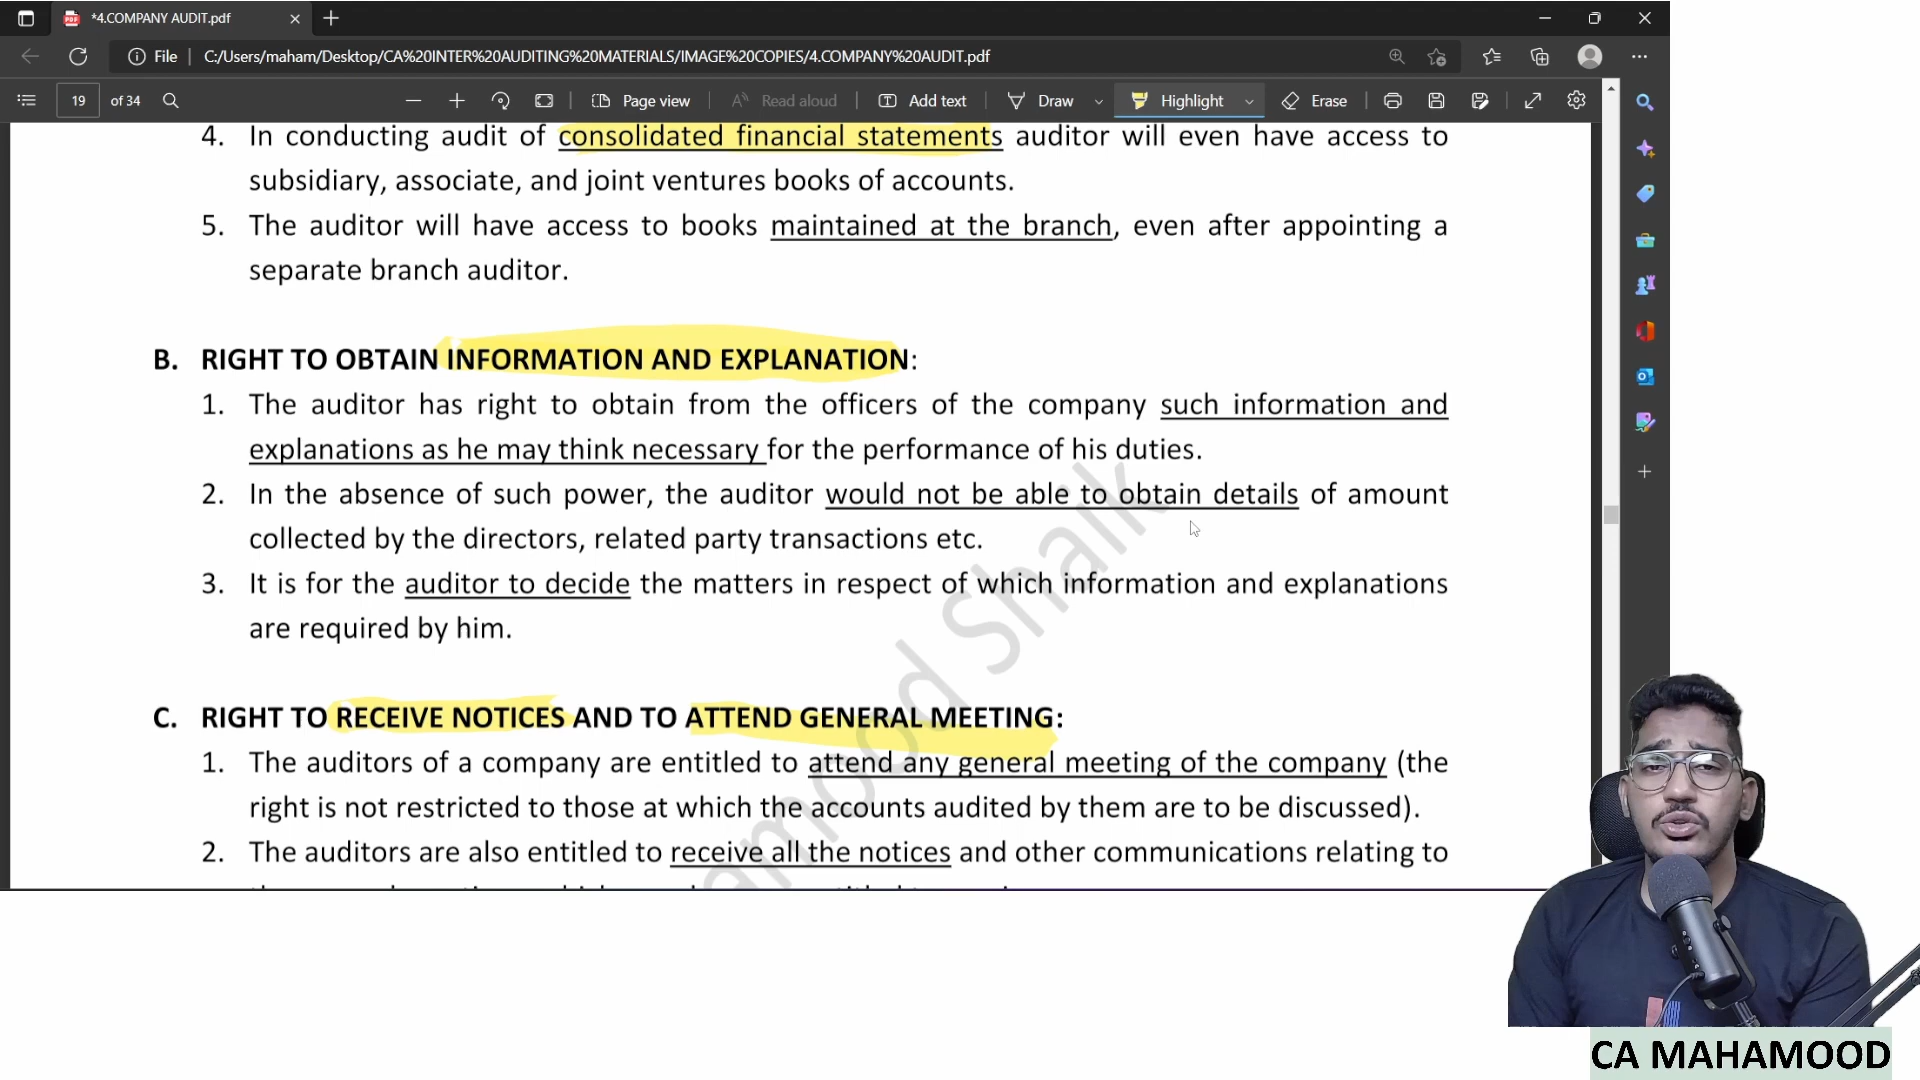 *4.COMPANY AUDIT.pdf
File
C:/Users/maham/Desktop/CA%20INTER%20AUDITING%20MATERIALS/IMAGE%20COPIES/4.COMPANY%20AUDIT.pdf
19 of 34
Page view
Read aloud
Add text
Draw
Highlight
Erase
4. In conducting audit of consolidated financial statements auditor will even have access to
subsidiary, associate, and joint ventures books of accounts.
5. The auditor will have access to books maintained at the branch, even after appointing a
separate branch auditor.
B. RIGHT TO OBTAIN INFORMATION AND EXPLANATION:
1. The auditor has right to obtain from the officers of the company such information and
explanations as he may think necessary for the performance of his duties.
2. In the absence of such power, the auditor would not be able to obtain details of amount
collected by the directors, related party transactions etc.
3. It is for the auditor to decide the matters in respect of which information and explanations
are required by him.
C. RIGHT TO RECEIVE NOTICES AND TO ATTEND GENERAL MEETING:
1. The auditors of a company are entitled to attend any general meeting of the company (the
right is not restricted to those at which the accounts audited by them are to be discussed).
2. The auditors are also entitled to receive all the notices and other communications relating to
amood Shaik
CA MAHAMOOD